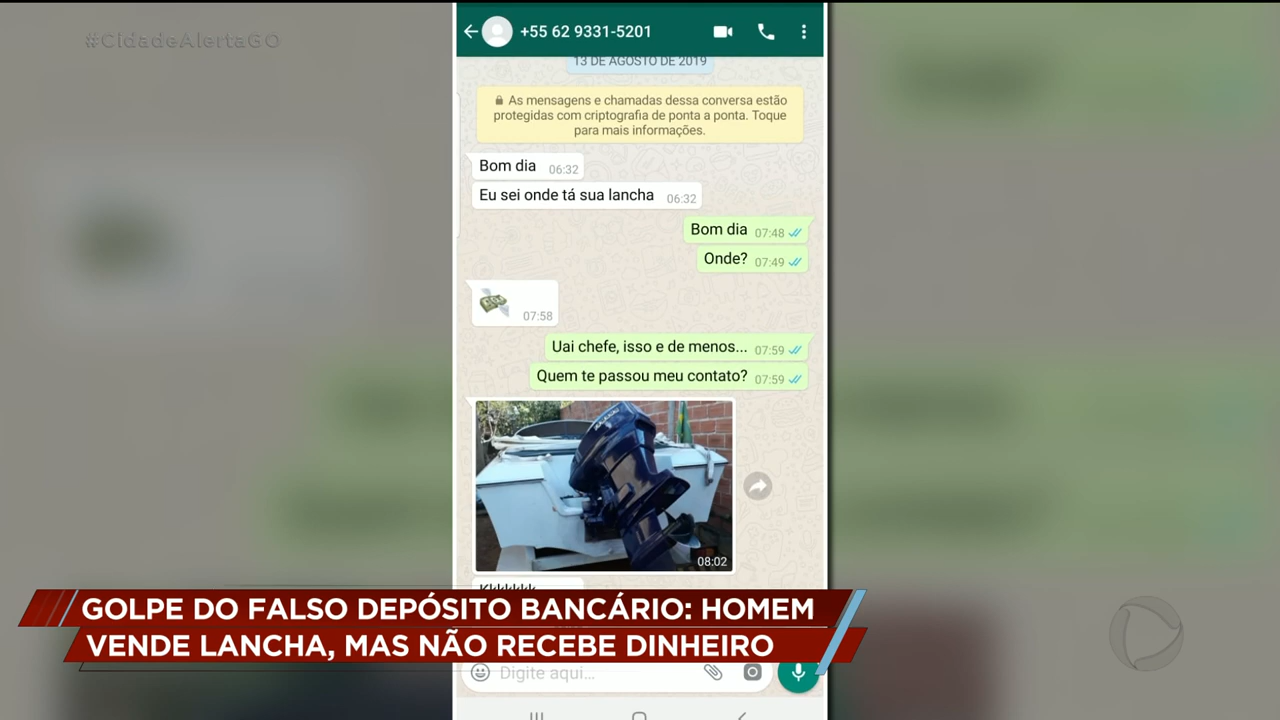 #CidadeAlertaGO
+55 62 9331-5201
13 DE AGOSTO DE 2019
As mensagens e chamadas dessa conversa estão
protegidas com criptografia de ponta a ponta. Toque
para mais informações.
Bom dia 06:32
Eu sei onde tá sua lancha 06:32
Bom dia 07:48
Onde? 07:49
07:58
Uai chefe, isso e de menos... 07:59
Quem te passou meu contato? 07:59
08:02
GOLPE DO FALSO DEPÓSITO BANCÁRIO: HOMEM
VENDE LANCHA, MAS NÃO RECEBE DINHEIRO
Digite aqui...